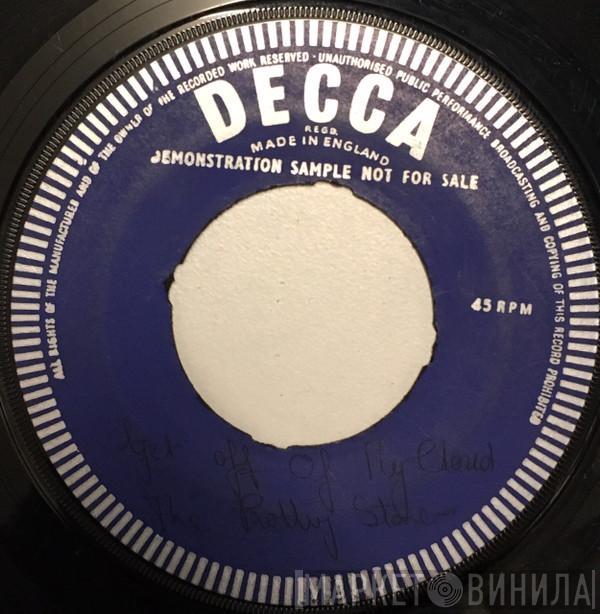 ALL RIGHTS OF THE MANUFACTURER AND OF THE OWNER OF THE RECORDED WORK RESERVED · UNAUTHORISED PUBLIC PERFORMANCE BROADCASTING AND COPYING OF THIS RECORD PROHIBITED
DECCA
REGD.
MADE IN ENGLAND
DEMONSTRATION SAMPLE NOT FOR SALE
45 RPM
Get off Of My Cloud
The Stones
МАРКЕТ ВИНИЛА